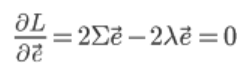 ∂L/∂e⃗ = 2Σe⃗ − 2λe⃗ = 0